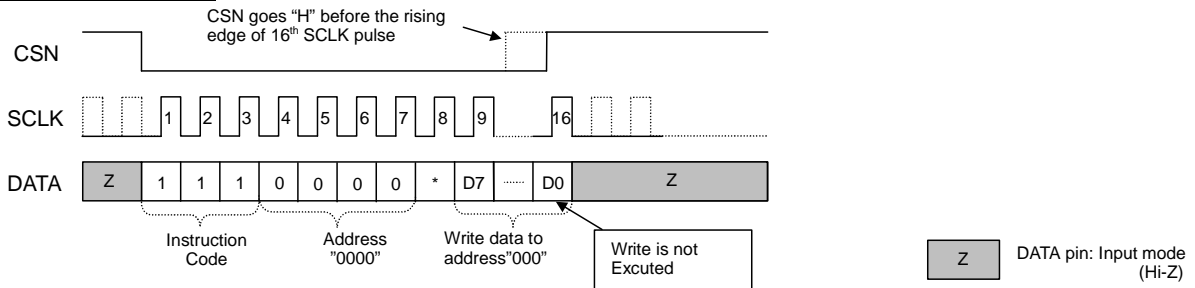 CSN goes “H” before the rising
edge of 16th SCLK pulse
CSN
SCLK
1 2 3 4 5 6 7 8 9 16
DATA
Z 1 1 1 0 0 0 0 * D7 ...... D0 Z
Instruction
Code
Address
”0000”
Write data to
address”000”
Write is not
Excuted
Z
DATA pin: Input mode
(Hi-Z)